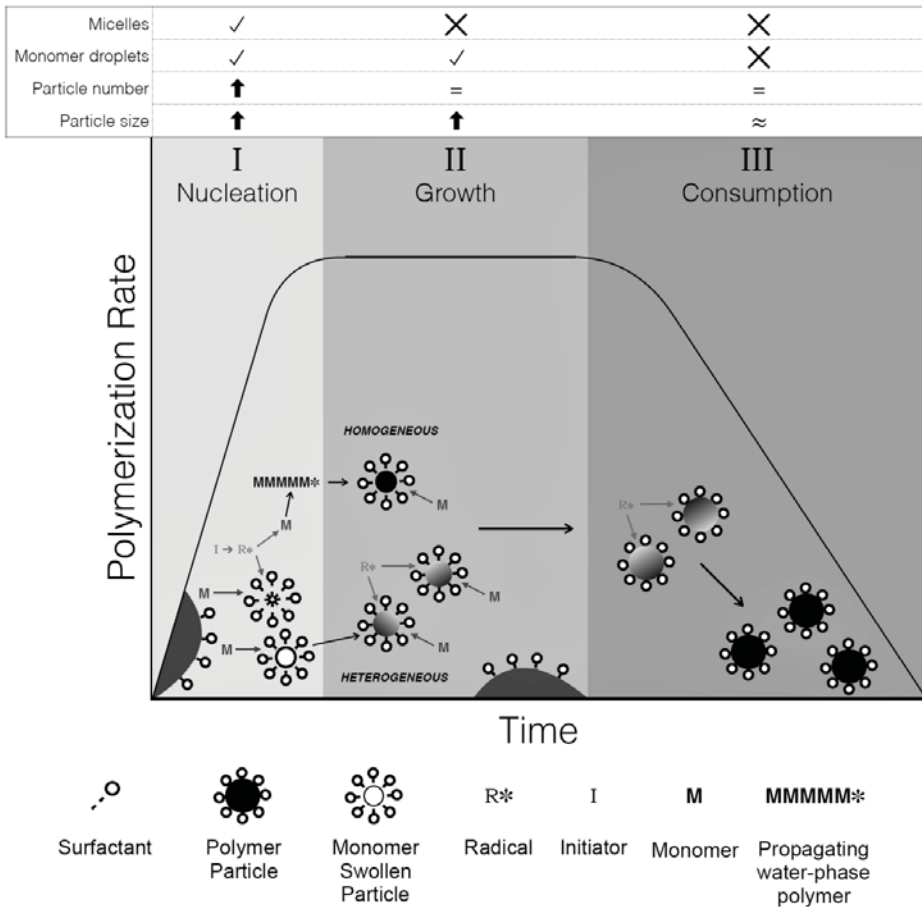 Micelles ✓ ✕ ✕
Monomer droplets ✓ ✓ ✕
Particle number ⬆ = =
Particle size ⬆ ⬆ ≈
I II III
Nucleation Growth Consumption
Polymerization Rate
HOMOGENEOUS
MMMMM*
M
M
I → R*
R*
R*
M
M
M
M
HETEROGENEOUS
Time
R* I M MMMMM*
Surfactant Polymer Monomer Radical Initiator Monomer Propagating
Particle Swollen water-phase
Particle polymer